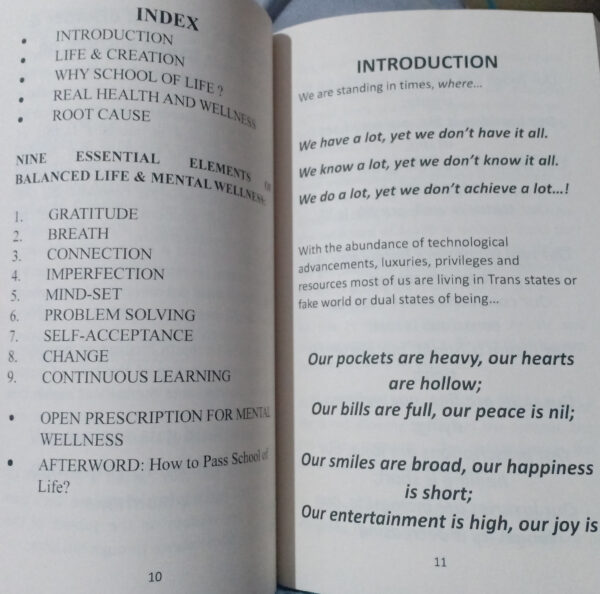 INDEX
• INTRODUCTION
• LIFE & CREATION
• WHY SCHOOL OF LIFE ?
• REAL HEALTH AND WELLNESS
• ROOT CAUSE
NINE ESSENTIAL ELEMENTS OF
BALANCED LIFE & MENTAL WELLNESS:
1. GRATITUDE
2. BREATH
3. CONNECTION
4. IMPERFECTION
5. MIND-SET
6. PROBLEM SOLVING
7. SELF-ACCEPTANCE
8. CHANGE
9. CONTINUOUS LEARNING
• OPEN PRESCRIPTION FOR MENTAL
WELLNESS
• AFTERWORD: How to Pass School of
Life?
10
INTRODUCTION
We are standing in times, where...
We have a lot, yet we don't have it all.
We know a lot, yet we don't know it all.
We do a lot, yet we don't achieve a lot...!
With the abundance of technological
advancements, luxuries, privileges and
resources most of us are living in Trans states or
fake world or dual states of being...
Our pockets are heavy, our hearts
are hollow;
Our bills are full, our peace is nil;
Our smiles are broad, our happiness
is short;
Our entertainment is high, our joy is
11